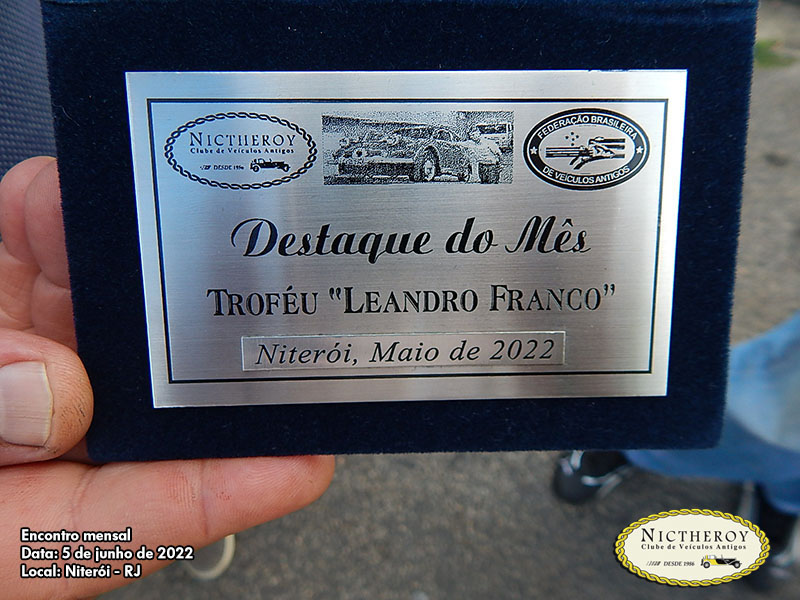 NICTHEROY
Clube de Veículos Antigos
DESDE 1986
FEDERAÇÃO BRASILEIRA
DE VEÍCULOS ANTIGOS
Destaque do Mês
TROFÉU "LEANDRO FRANCO"
Niterói, Maio de 2022
Encontro mensal
Data: 5 de junho de 2022
Local: Niterói - RJ
NICTHEROY
Clube de Veículos Antigos
DESDE 1986